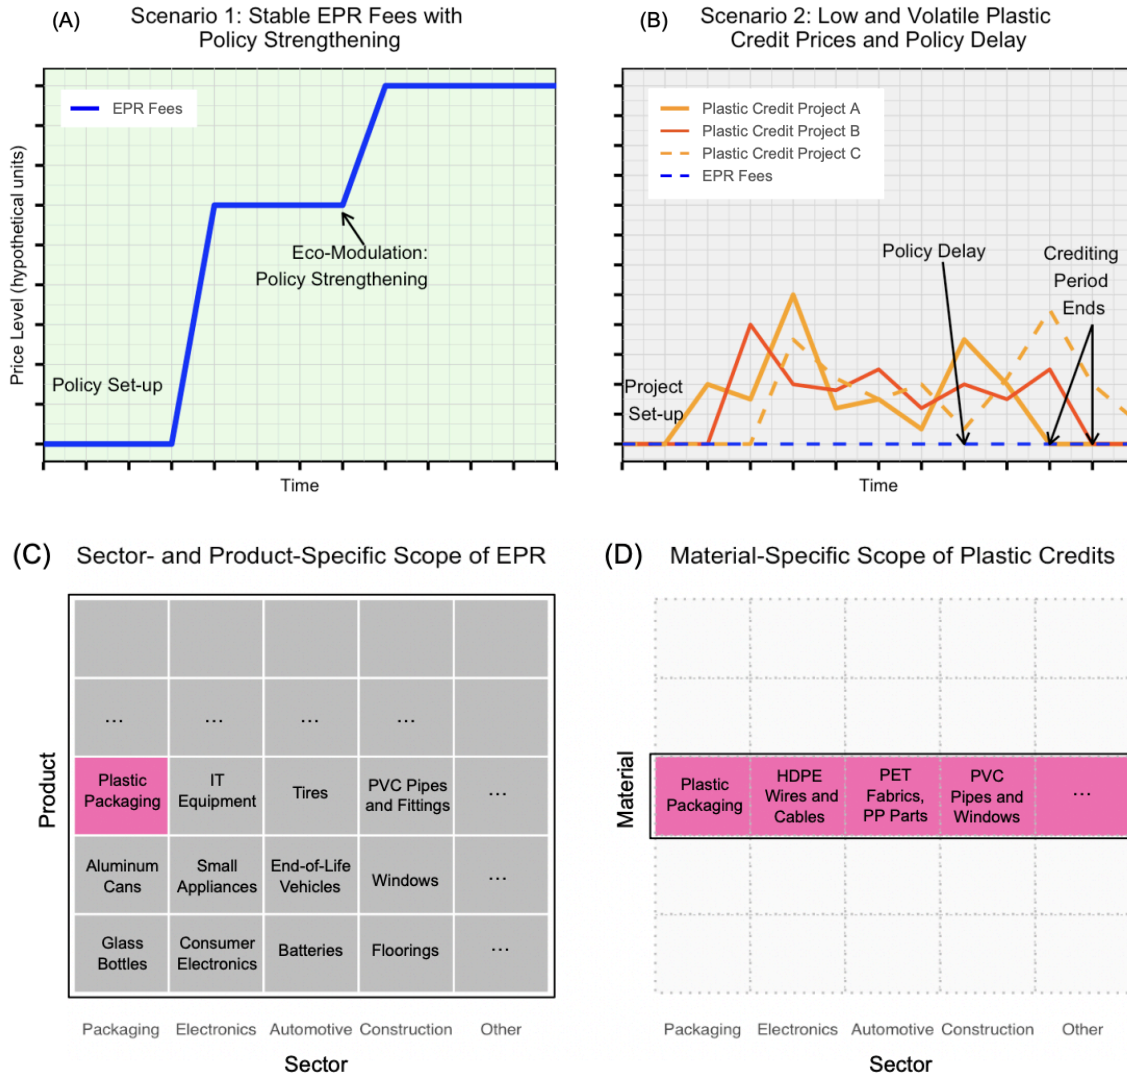 (A)
Scenario 1: Stable EPR Fees with
Policy Strengthening
EPR Fees
Price Level (hypothetical units)
Eco-Modulation:
Policy Strengthening
Policy Set-up
Time
(B)
Scenario 2: Low and Volatile Plastic
Credit Prices and Policy Delay
Plastic Credit Project A
Plastic Credit Project B
Plastic Credit Project C
EPR Fees
Policy Delay
Crediting
Period
Ends
Project
Set-up
Time
(C)
Sector- and Product-Specific Scope of EPR
Product
... ... ... ...
Plastic
Packaging
IT
Equipment
Tires
PVC Pipes
and Fittings
...
Aluminum
Cans
Small
Appliances
End-of-Life
Vehicles
Windows
...
Glass
Bottles
Consumer
Electronics
Batteries
Floorings
...
Packaging Electronics Automotive Construction Other
Sector
(D)
Material-Specific Scope of Plastic Credits
Material
Plastic
Packaging
HDPE
Wires and
Cables
PET
Fabrics,
PP Parts
PVC
Pipes and
Windows
...
Packaging Electronics Automotive Construction Other
Sector